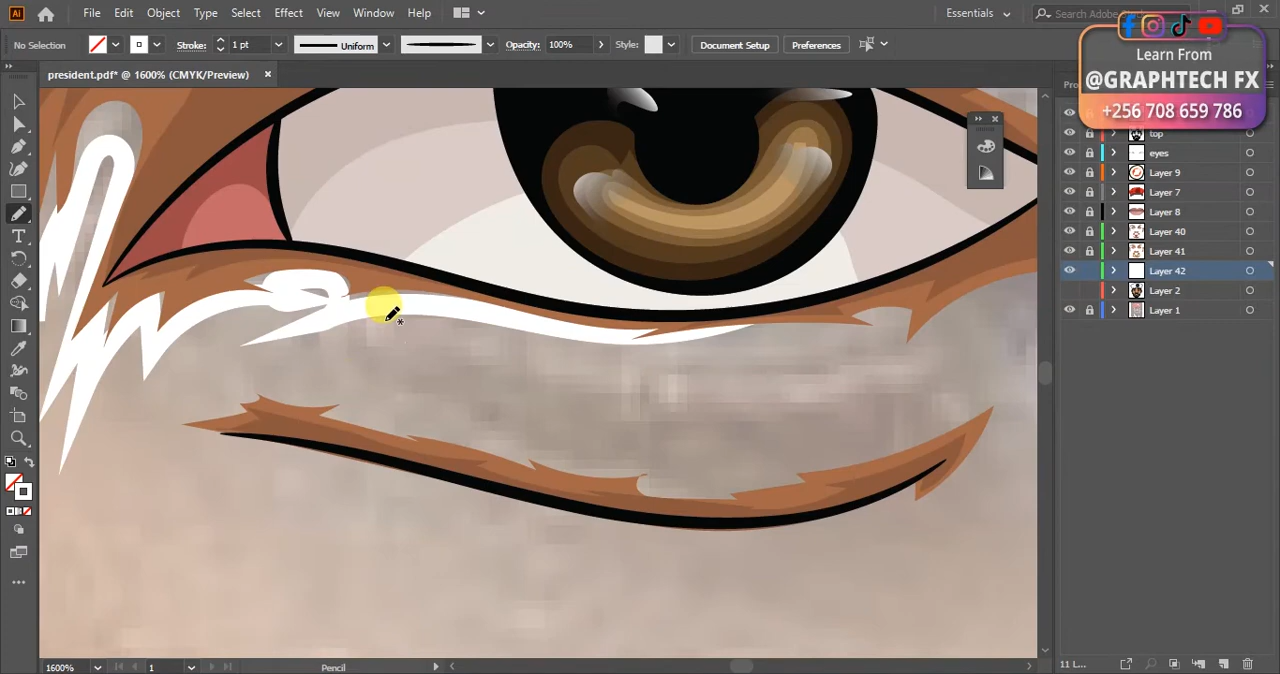 Ai File Edit Object Type Select Effect View Window Help Essentials Search Adobe Stock
No Selection Stroke: 1 pt Uniform Opacity: 100% Style: Document Setup Preferences
Learn From
@GRAPHTECH FX
+256 708 659 786
president.pdf* @ 1600% (CMYK/Preview)
top
eyes
Layer 9
Layer 7
Layer 8
Layer 40
Layer 41
Layer 42
Layer 2
Layer 1
1600% 1 Pencil 11 L...